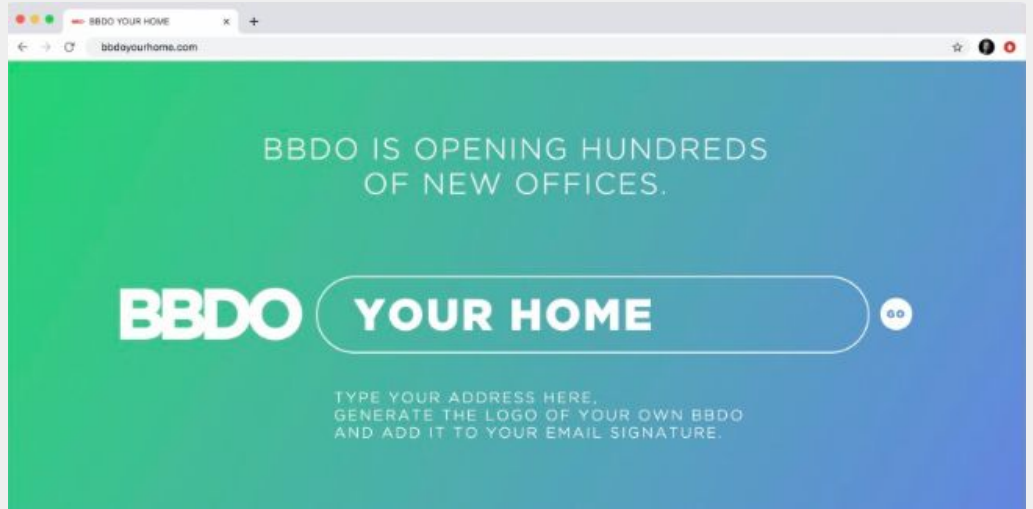 BBDO YOUR HOME
bbdoyourhome.com
BBDO IS OPENING HUNDREDS
OF NEW OFFICES.
BBDO YOUR HOME GO
TYPE YOUR ADDRESS HERE,
GENERATE THE LOGO OF YOUR OWN BBDO
AND ADD IT TO YOUR EMAIL SIGNATURE.